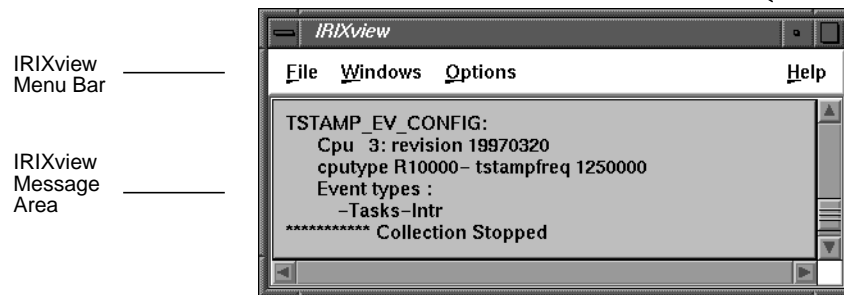 IRIXview
File Windows Options Help
IRIXview
Menu Bar
TSTAMP_EV_CONFIG:
Cpu 3: revision 19970320
cputype R10000– tstampfreq 1250000
Event types :
–Tasks–Intr
*********** Collection Stopped
IRIXview
Message
Area